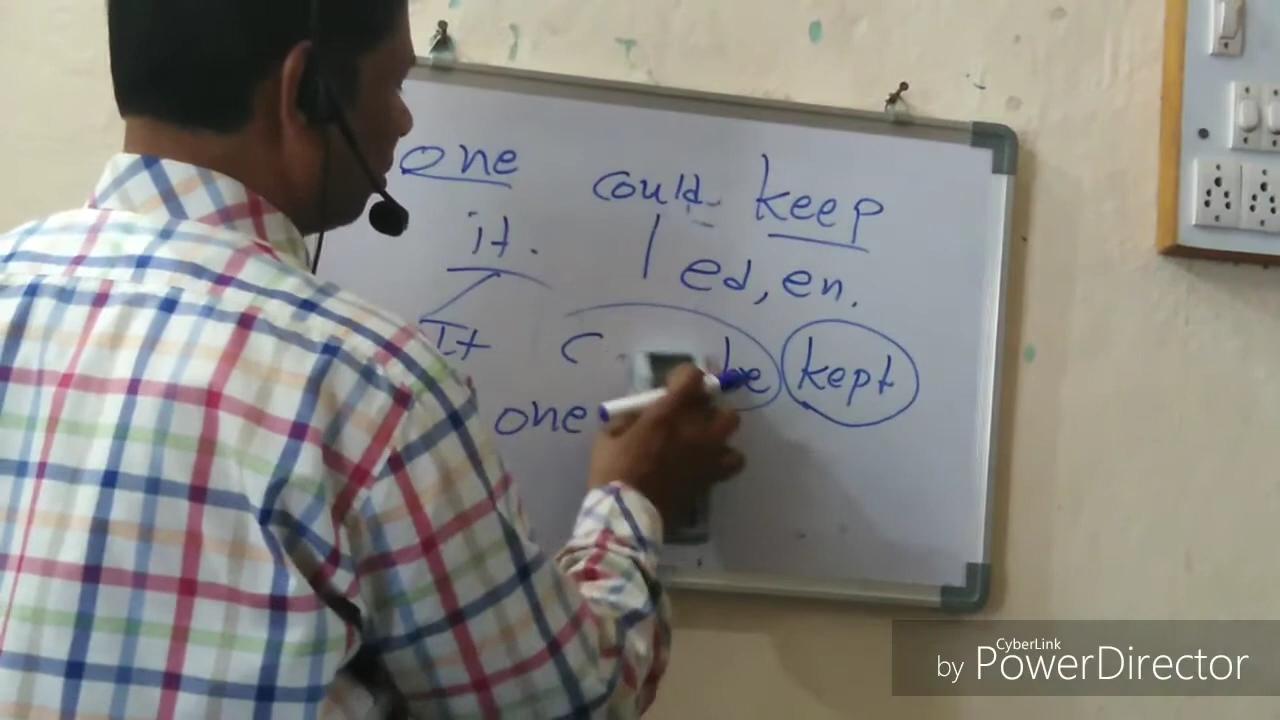 one could keep
it.
ed, en.
It be kept
one
CyberLink
by PowerDirector